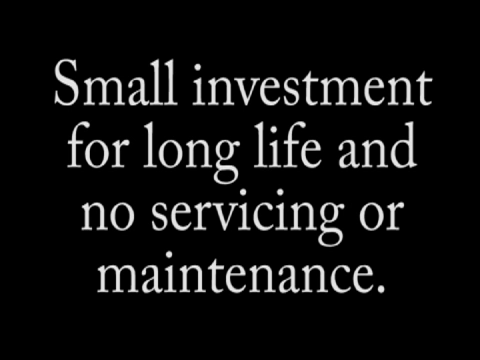 Small investment
for long life and
no servicing or
maintenance.